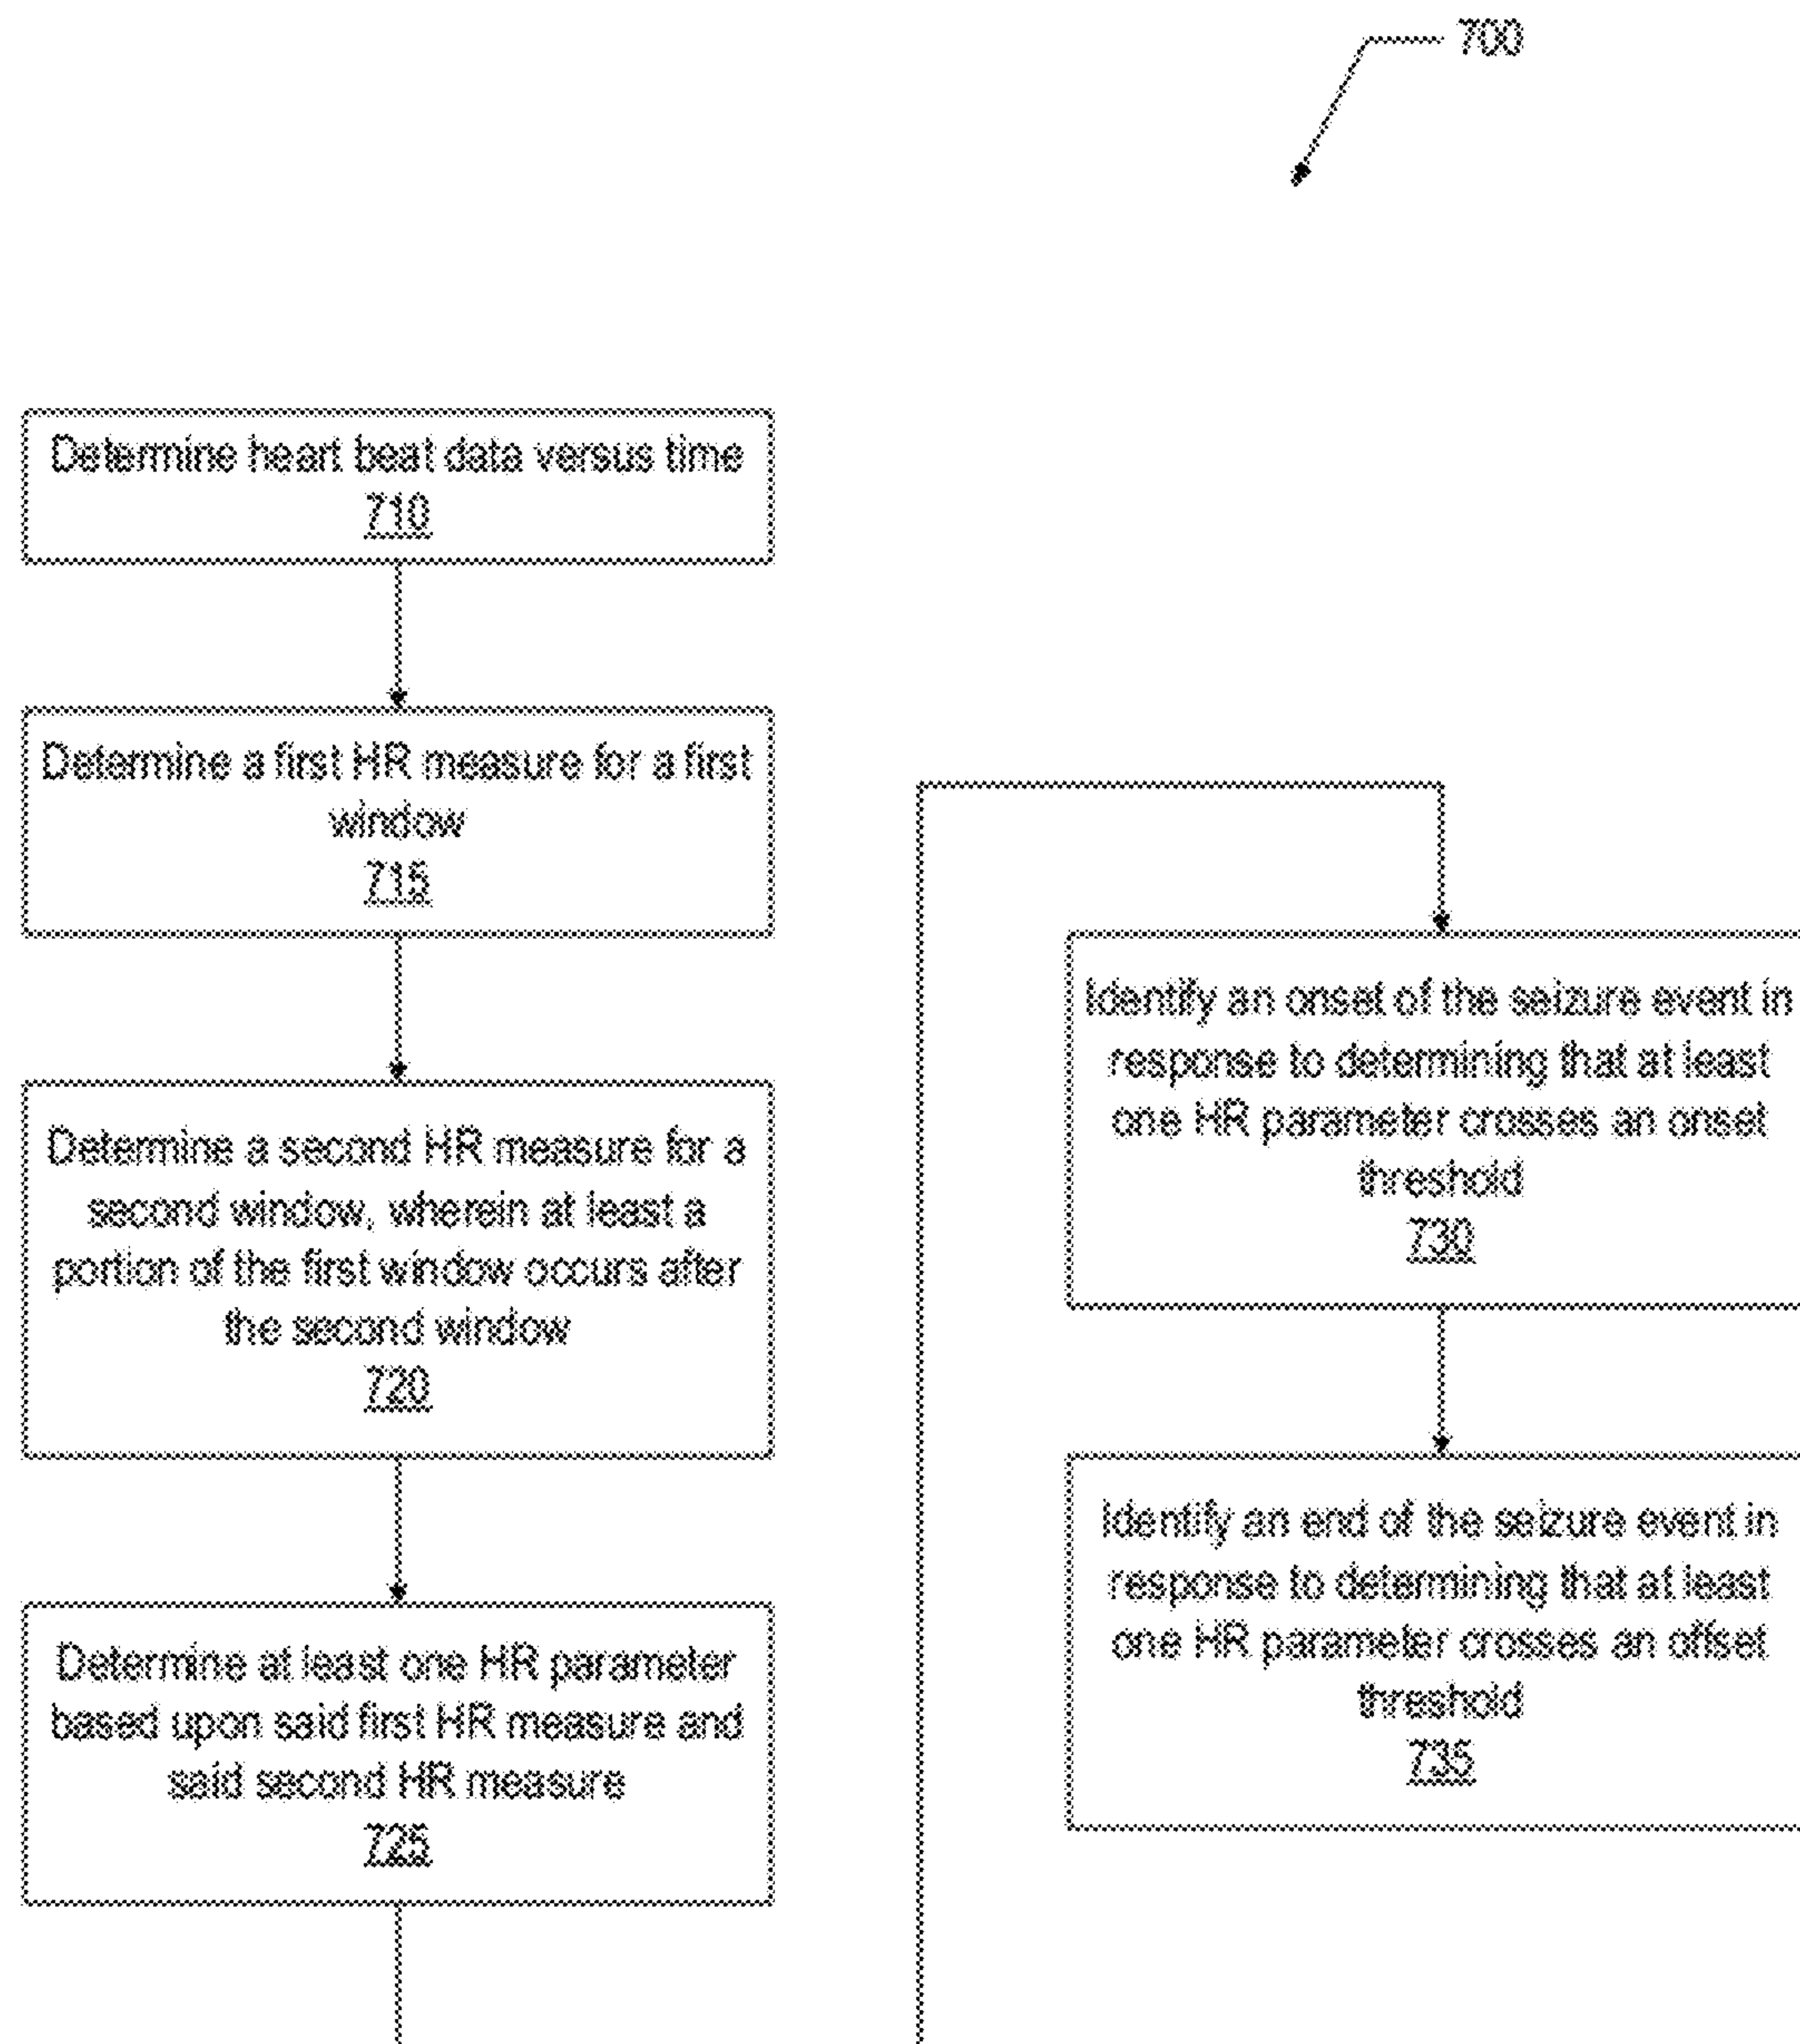 700
Determine heart beat data versus time
710
Determine a first HR measure for a first
window
715
Determine a second HR measure for a
second window, wherein at least a
portion of the first window occurs after
the second window
720
Determine at least one HR parameter
based upon said first HR measure and
said second HR measure
725
Identify an onset of the seizure event in
response to determining that at least
one HR parameter crosses an onset
threshold
730
Identify an end of the seizure event in
response to determining that at least
one HR parameter crosses an offset
threshold
735